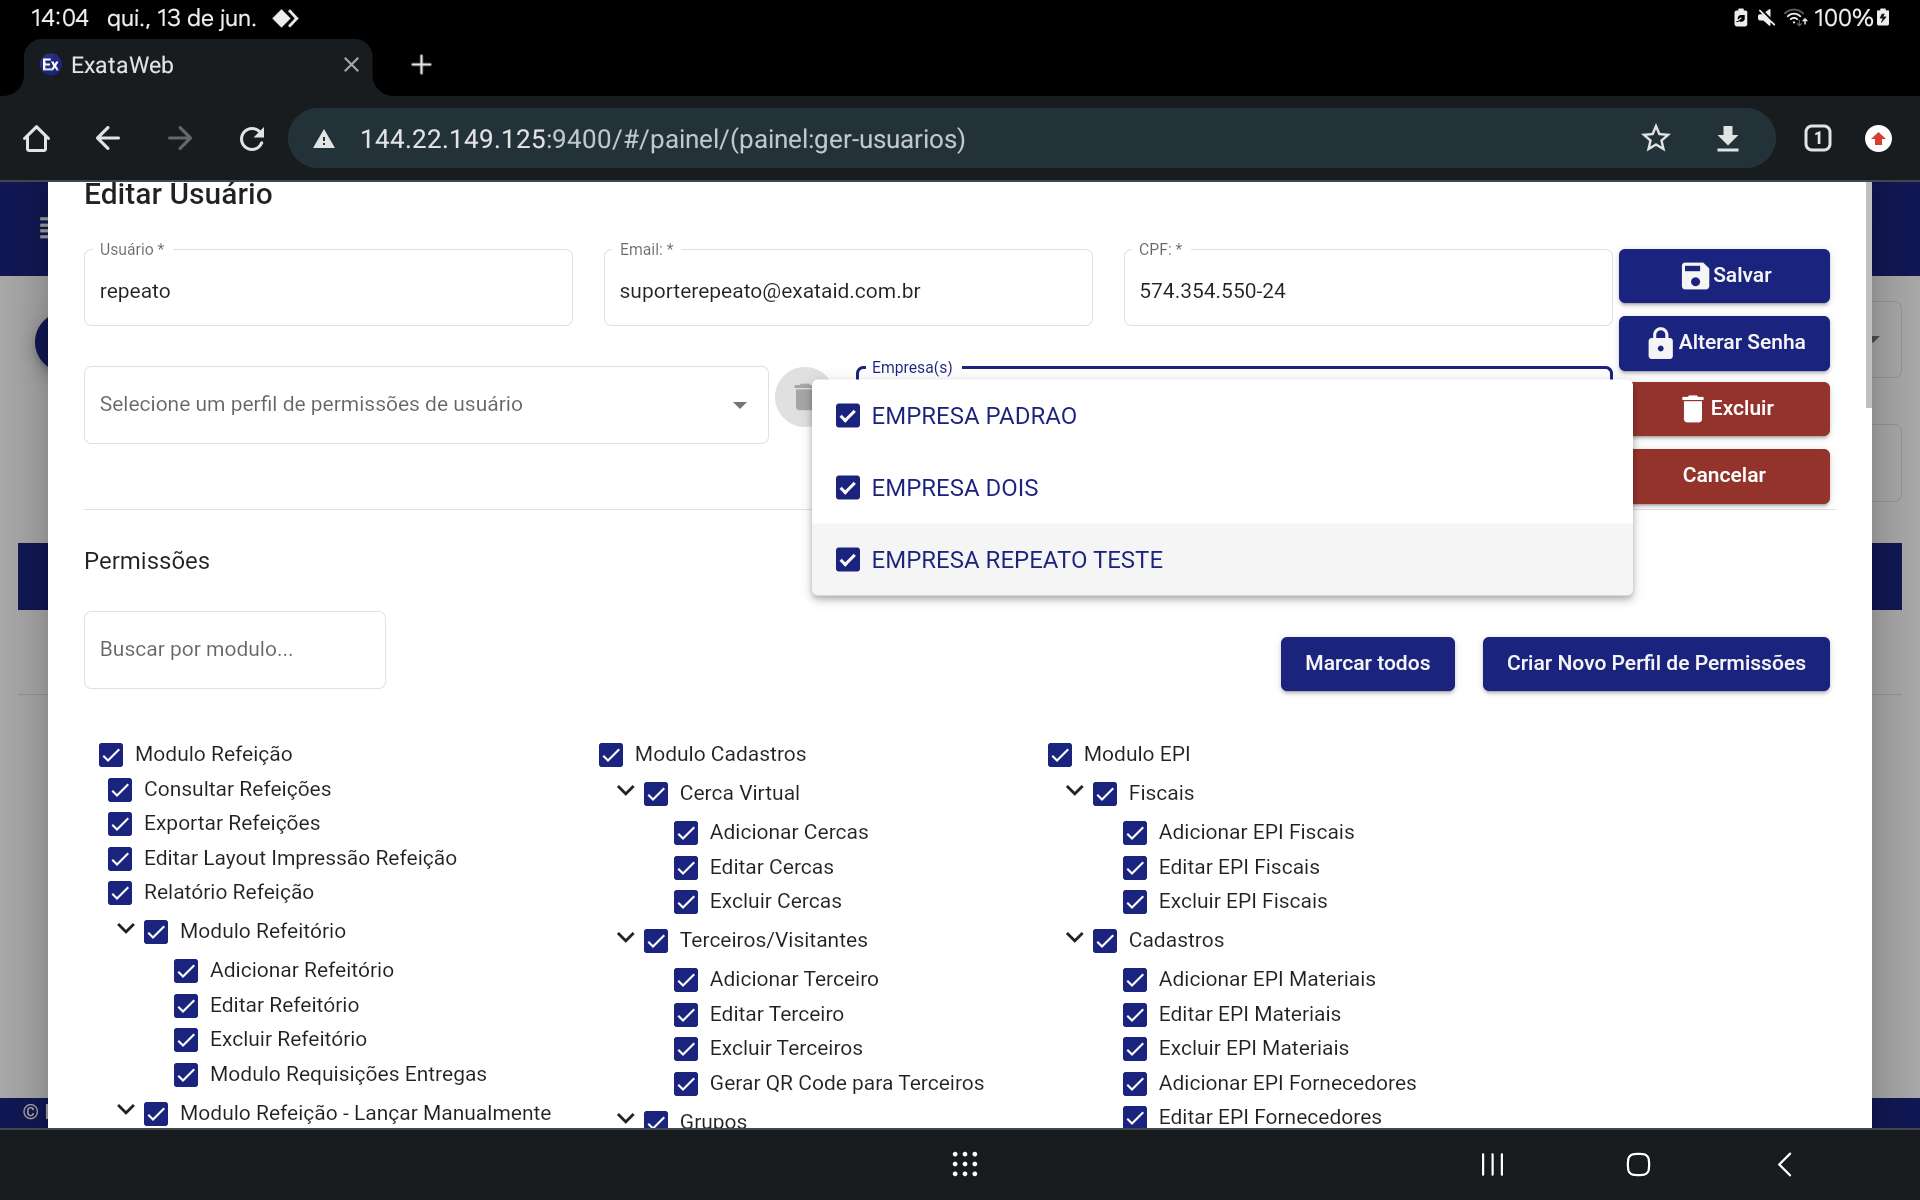 14:04 qui., 13 de jun. 100%
Ex ExataWeb
144.22.149.125:9400/#/painel/(painel:ger-usuarios) 1
Editar Usuário
Usuário * Email: * CPF: *
repeato suporterepeato@exataid.com.br 574.354.550-24 Salvar
Alterar Senha
Empresa(s)
Selecione um perfil de permissões de usuário
EMPRESA PADRAO Excluir
EMPRESA DOIS Cancelar
EMPRESA REPEATO TESTE
Permissões
Buscar por modulo...
Marcar todos Criar Novo Perfil de Permissões
Modulo Refeição
Consultar Refeições
Exportar Refeições
Editar Layout Impressão Refeição
Relatório Refeição
Modulo Refeitório
Adicionar Refeitório
Editar Refeitório
Excluir Refeitório
Modulo Requisições Entregas
Modulo Refeição - Lançar Manualmente
Modulo Cadastros
Cerca Virtual
Adicionar Cercas
Editar Cercas
Excluir Cercas
Terceiros/Visitantes
Adicionar Terceiro
Editar Terceiro
Excluir Terceiros
Gerar QR Code para Terceiros
Grupos
Modulo EPI
Fiscais
Adicionar EPI Fiscais
Editar EPI Fiscais
Excluir EPI Fiscais
Cadastros
Adicionar EPI Materiais
Editar EPI Materiais
Excluir EPI Materiais
Adicionar EPI Fornecedores
Editar EPI Fornecedores
©